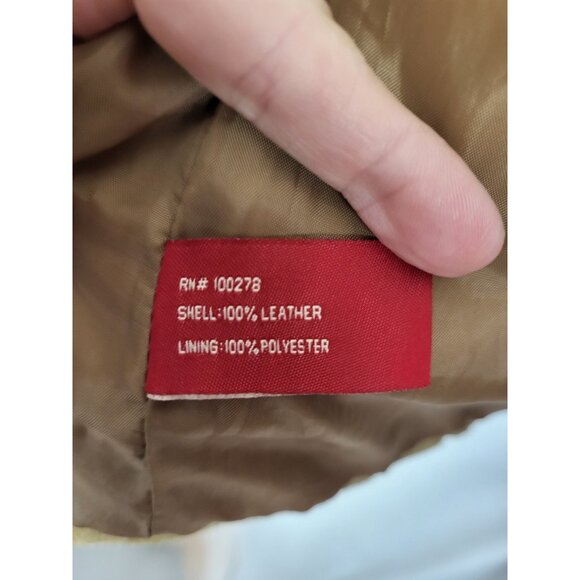 RN# 100278
SHELL:100% LEATHER
LINING:100% POLYESTER